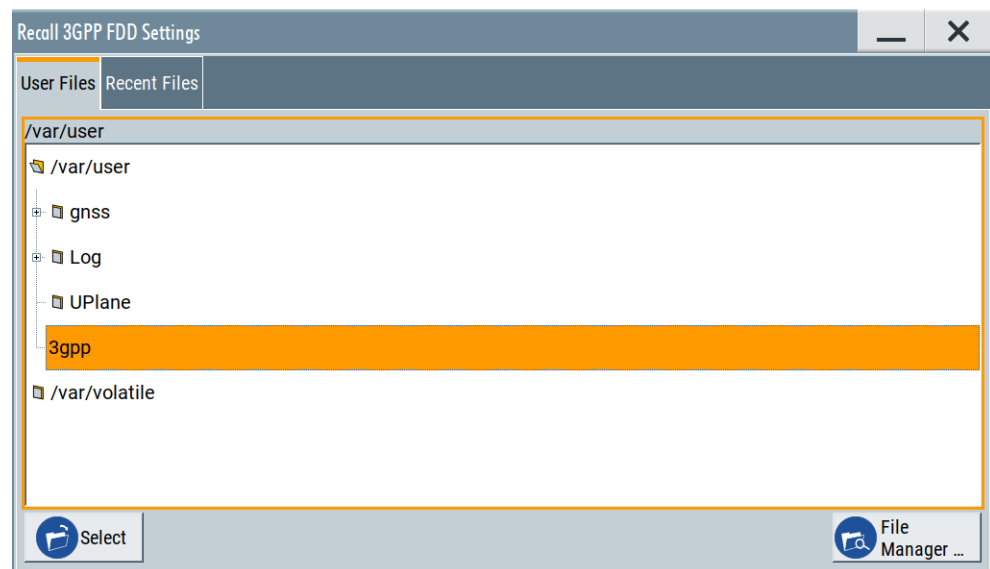 Recall 3GPP FDD Settings
User Files Recent Files
/var/user
/var/user
gnss
Log
UPlane
3gpp
/var/volatile
Select
File
Manager ...